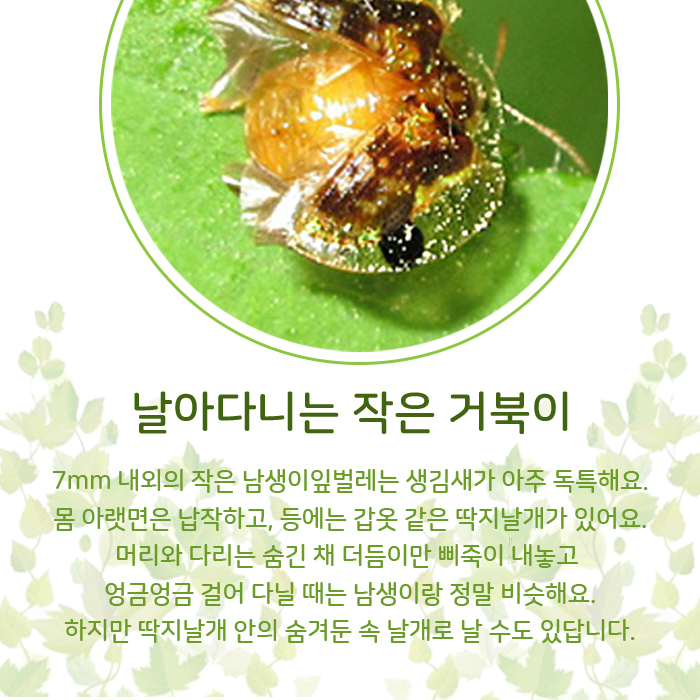 날아다니는 작은 거북이
7mm 내외의 작은 남생이잎벌레는 생김새가 아주 독특해요.
몸 아랫면은 납작하고, 등에는 갑옷 같은 딱지날개가 있어요.
머리와 다리는 숨긴 채 더듬이만 삐죽이 내놓고
엉금엉금 걸어 다닐 때는 남생이랑 정말 비슷해요.
하지만 딱지날개 안의 숨겨둔 속 날개로 날 수도 있답니다.